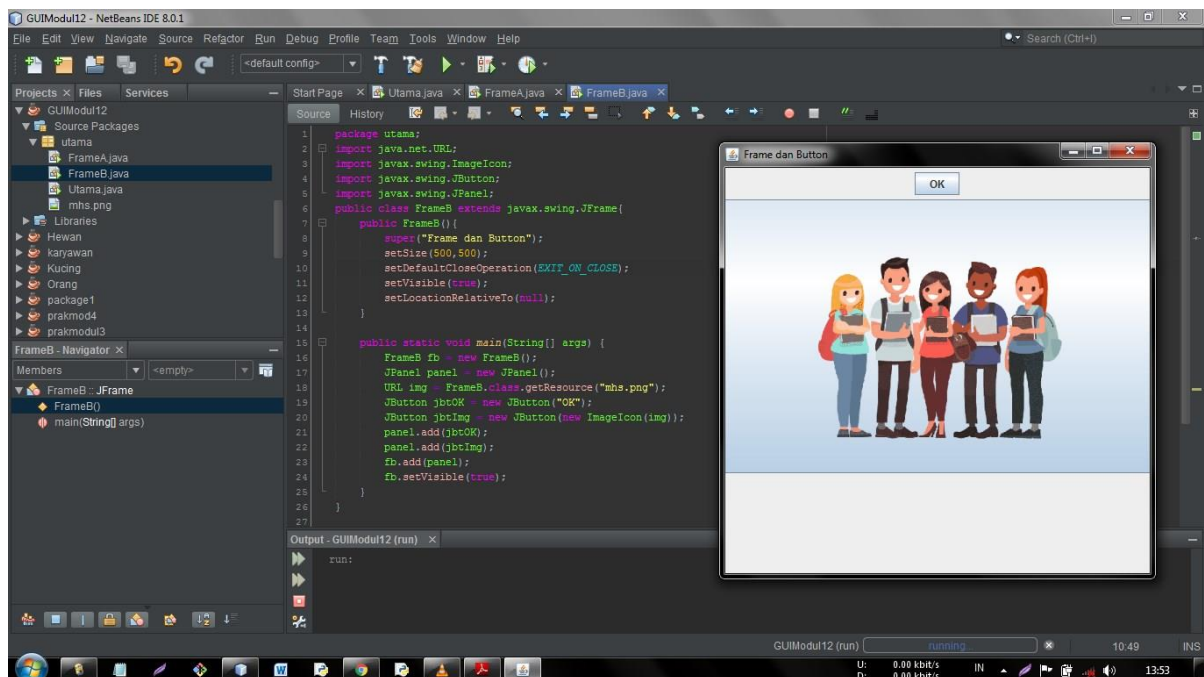 GUIModul12 - NetBeans IDE 8.0.1
File Edit View Navigate Source Refactor Run Debug Profile Team Tools Window Help
Search (Ctrl+I)
<default config>
Projects Files Services
GUIModul12
Source Packages
utama
FrameA.java
FrameB.java
Utama.java
mhs.png
Libraries
Hewan
karyawan
Kucing
Orang
package1
prakmod4
prakmodul3
FrameB - Navigator
Members <empty>
FrameB :: JFrame
FrameB()
main(String[] args)
Start Page Utama.java FrameA.java FrameB.java
Source History
1 package utama;
2 import java.net.URL;
3 import javax.swing.ImageIcon;
4 import javax.swing.JButton;
5 import javax.swing.JPanel;
6 public class FrameB extends javax.swing.JFrame{
7 public FrameB(){
8 super("Frame dan Button");
9 setSize(500,500);
10 setDefaultCloseOperation(EXIT_ON_CLOSE);
11 setVisible(true);
12 setLocationRelativeTo(null);
13 }
14
15 public static void main(String[] args) {
16 FrameB fb = new FrameB();
17 JPanel panel = new JPanel();
18 URL img = FrameB.class.getResource("mhs.png");
19 JButton jbtOK = new JButton("OK");
20 JButton jbtImg = new JButton(new ImageIcon(img));
21 panel.add(jbtOK);
22 panel.add(jbtImg);
23 fb.add(panel);
24 fb.setVisible(true);
25 }
26 }
27
Frame dan Button
OK
Output - GUIModul12 (run)
run:
GUIModul12 (run) running... 10:49 INS
U: 0.00 kbit/s
D: 0.00 kbit/s
IN 13:53